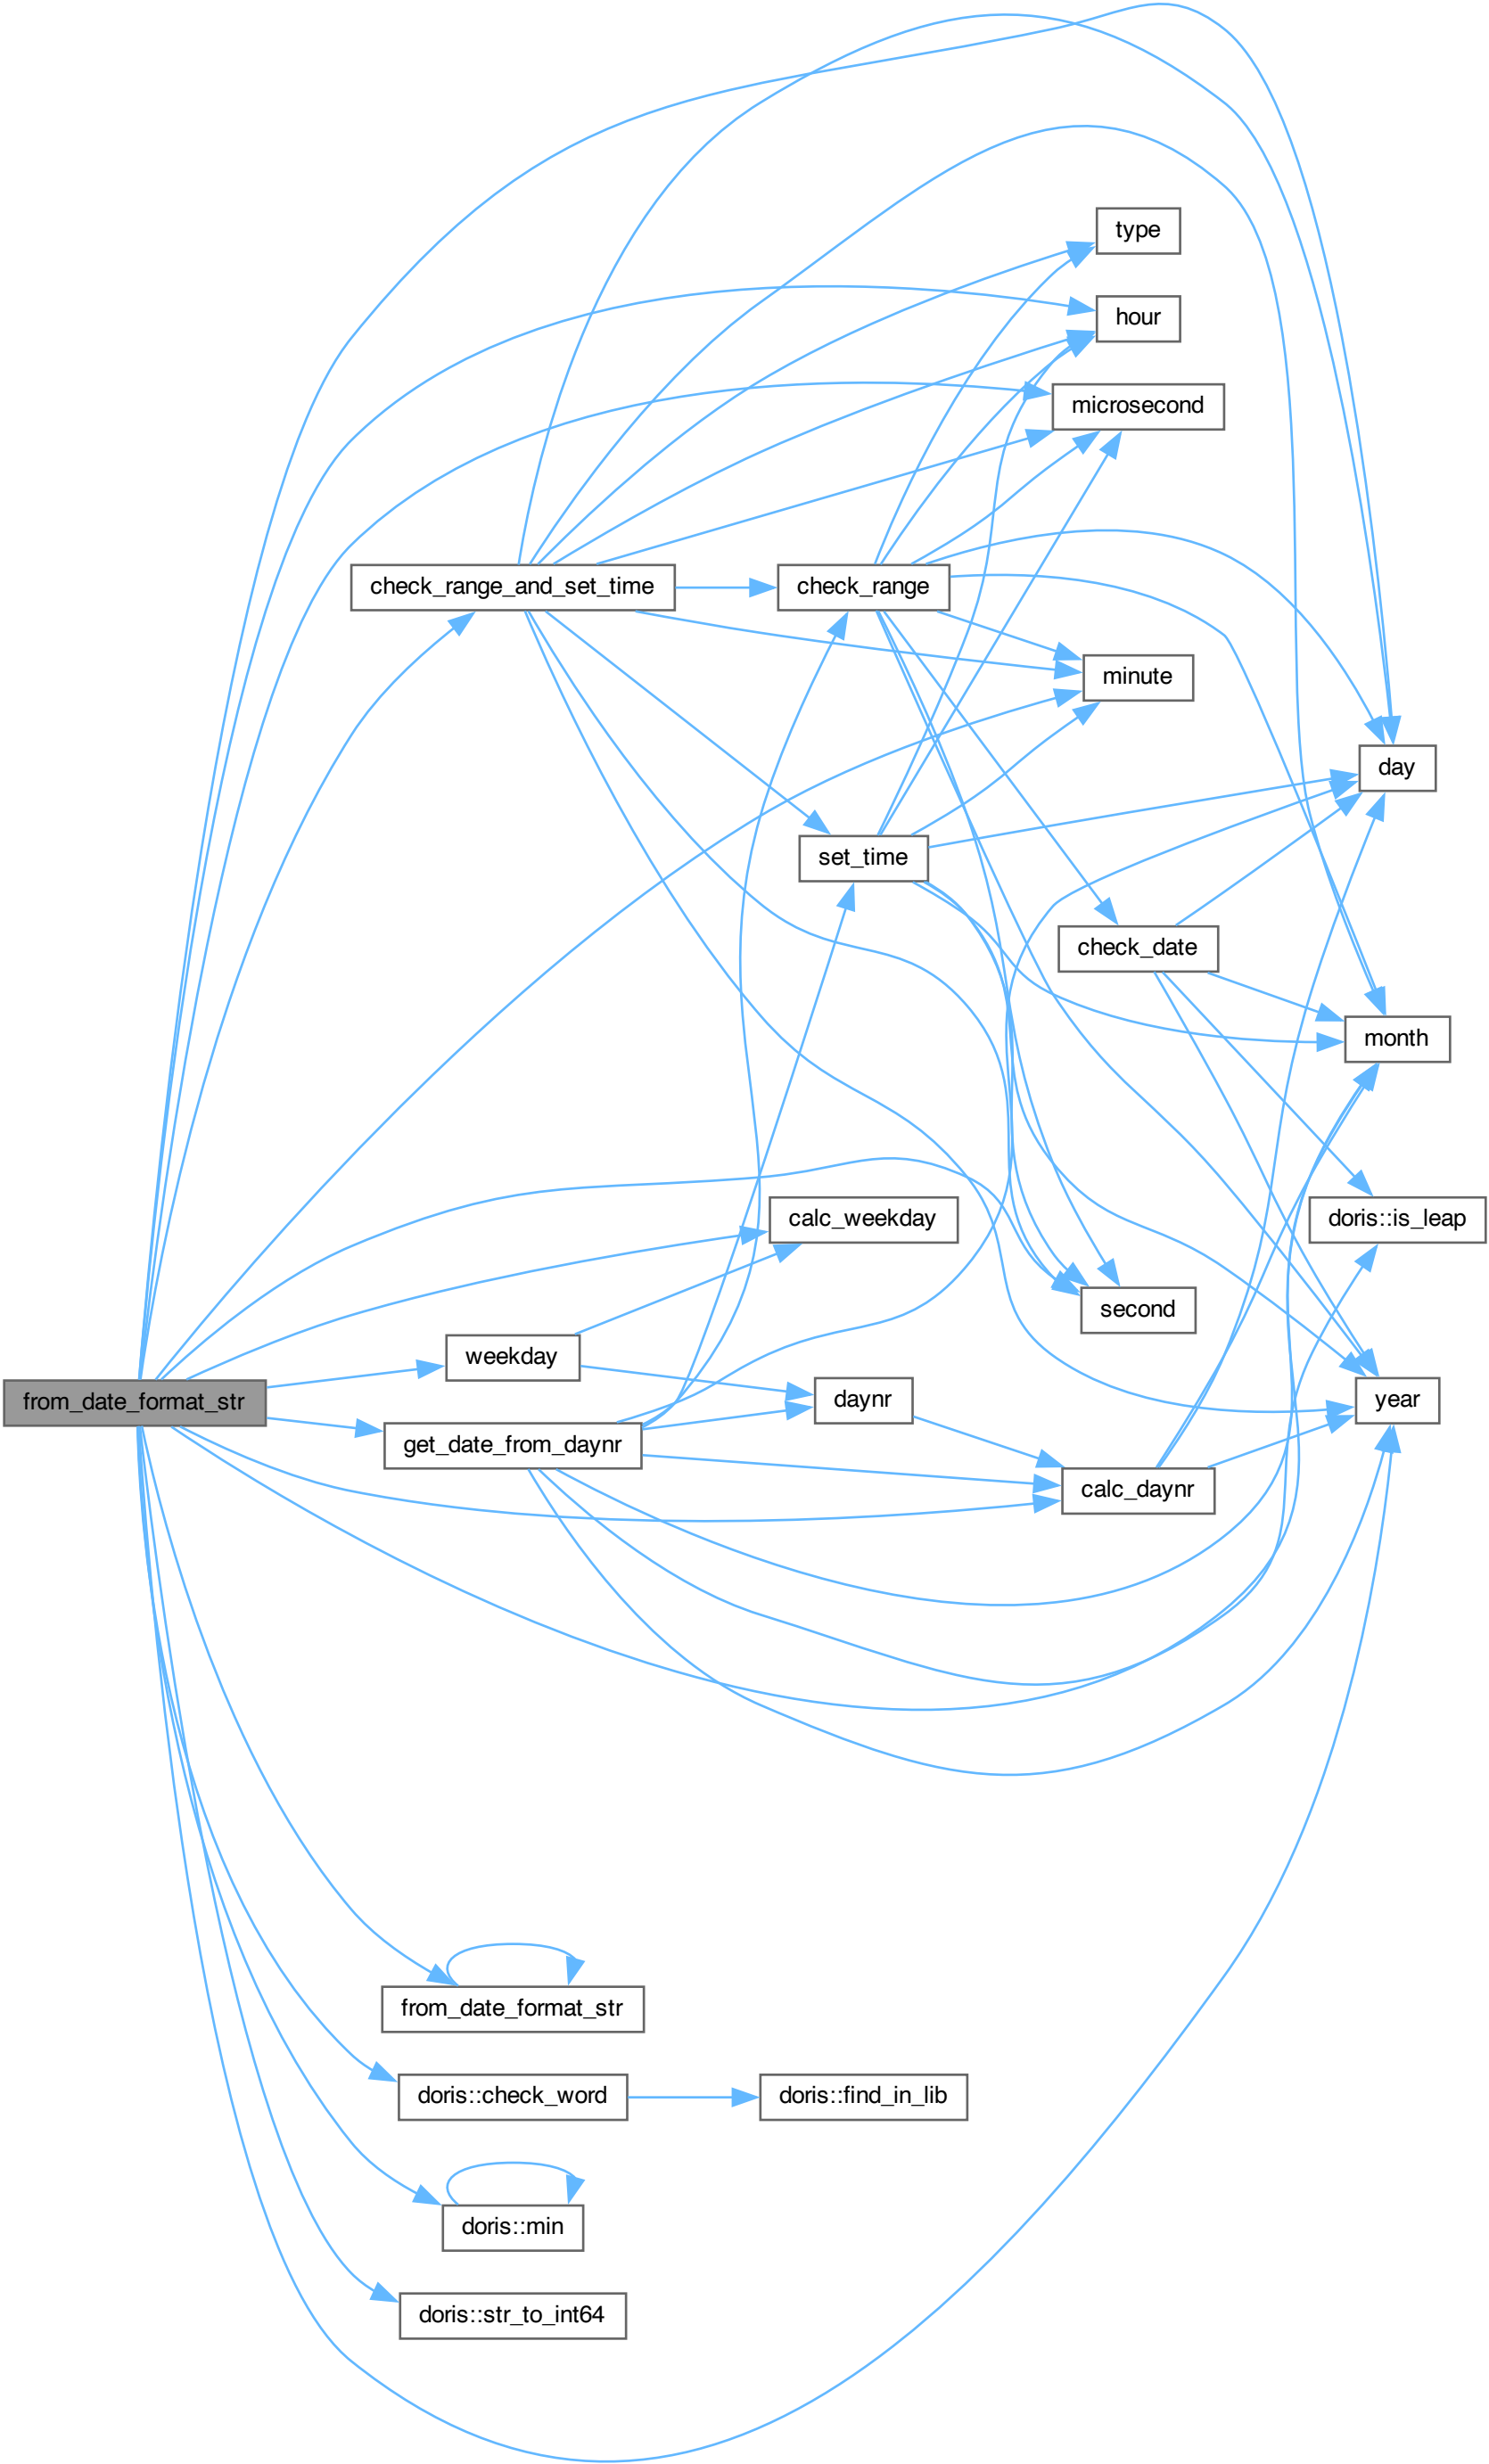 type
hour
microsecond
check_range_and_set_time
check_range
minute
day
set_time
check_date
month
calc_weekday
doris::is_leap
second
weekday
from_date_format_str
daynr
year
get_date_from_daynr
calc_daynr
from_date_format_str
doris::check_word
doris::find_in_lib
doris::min
doris::str_to_int64